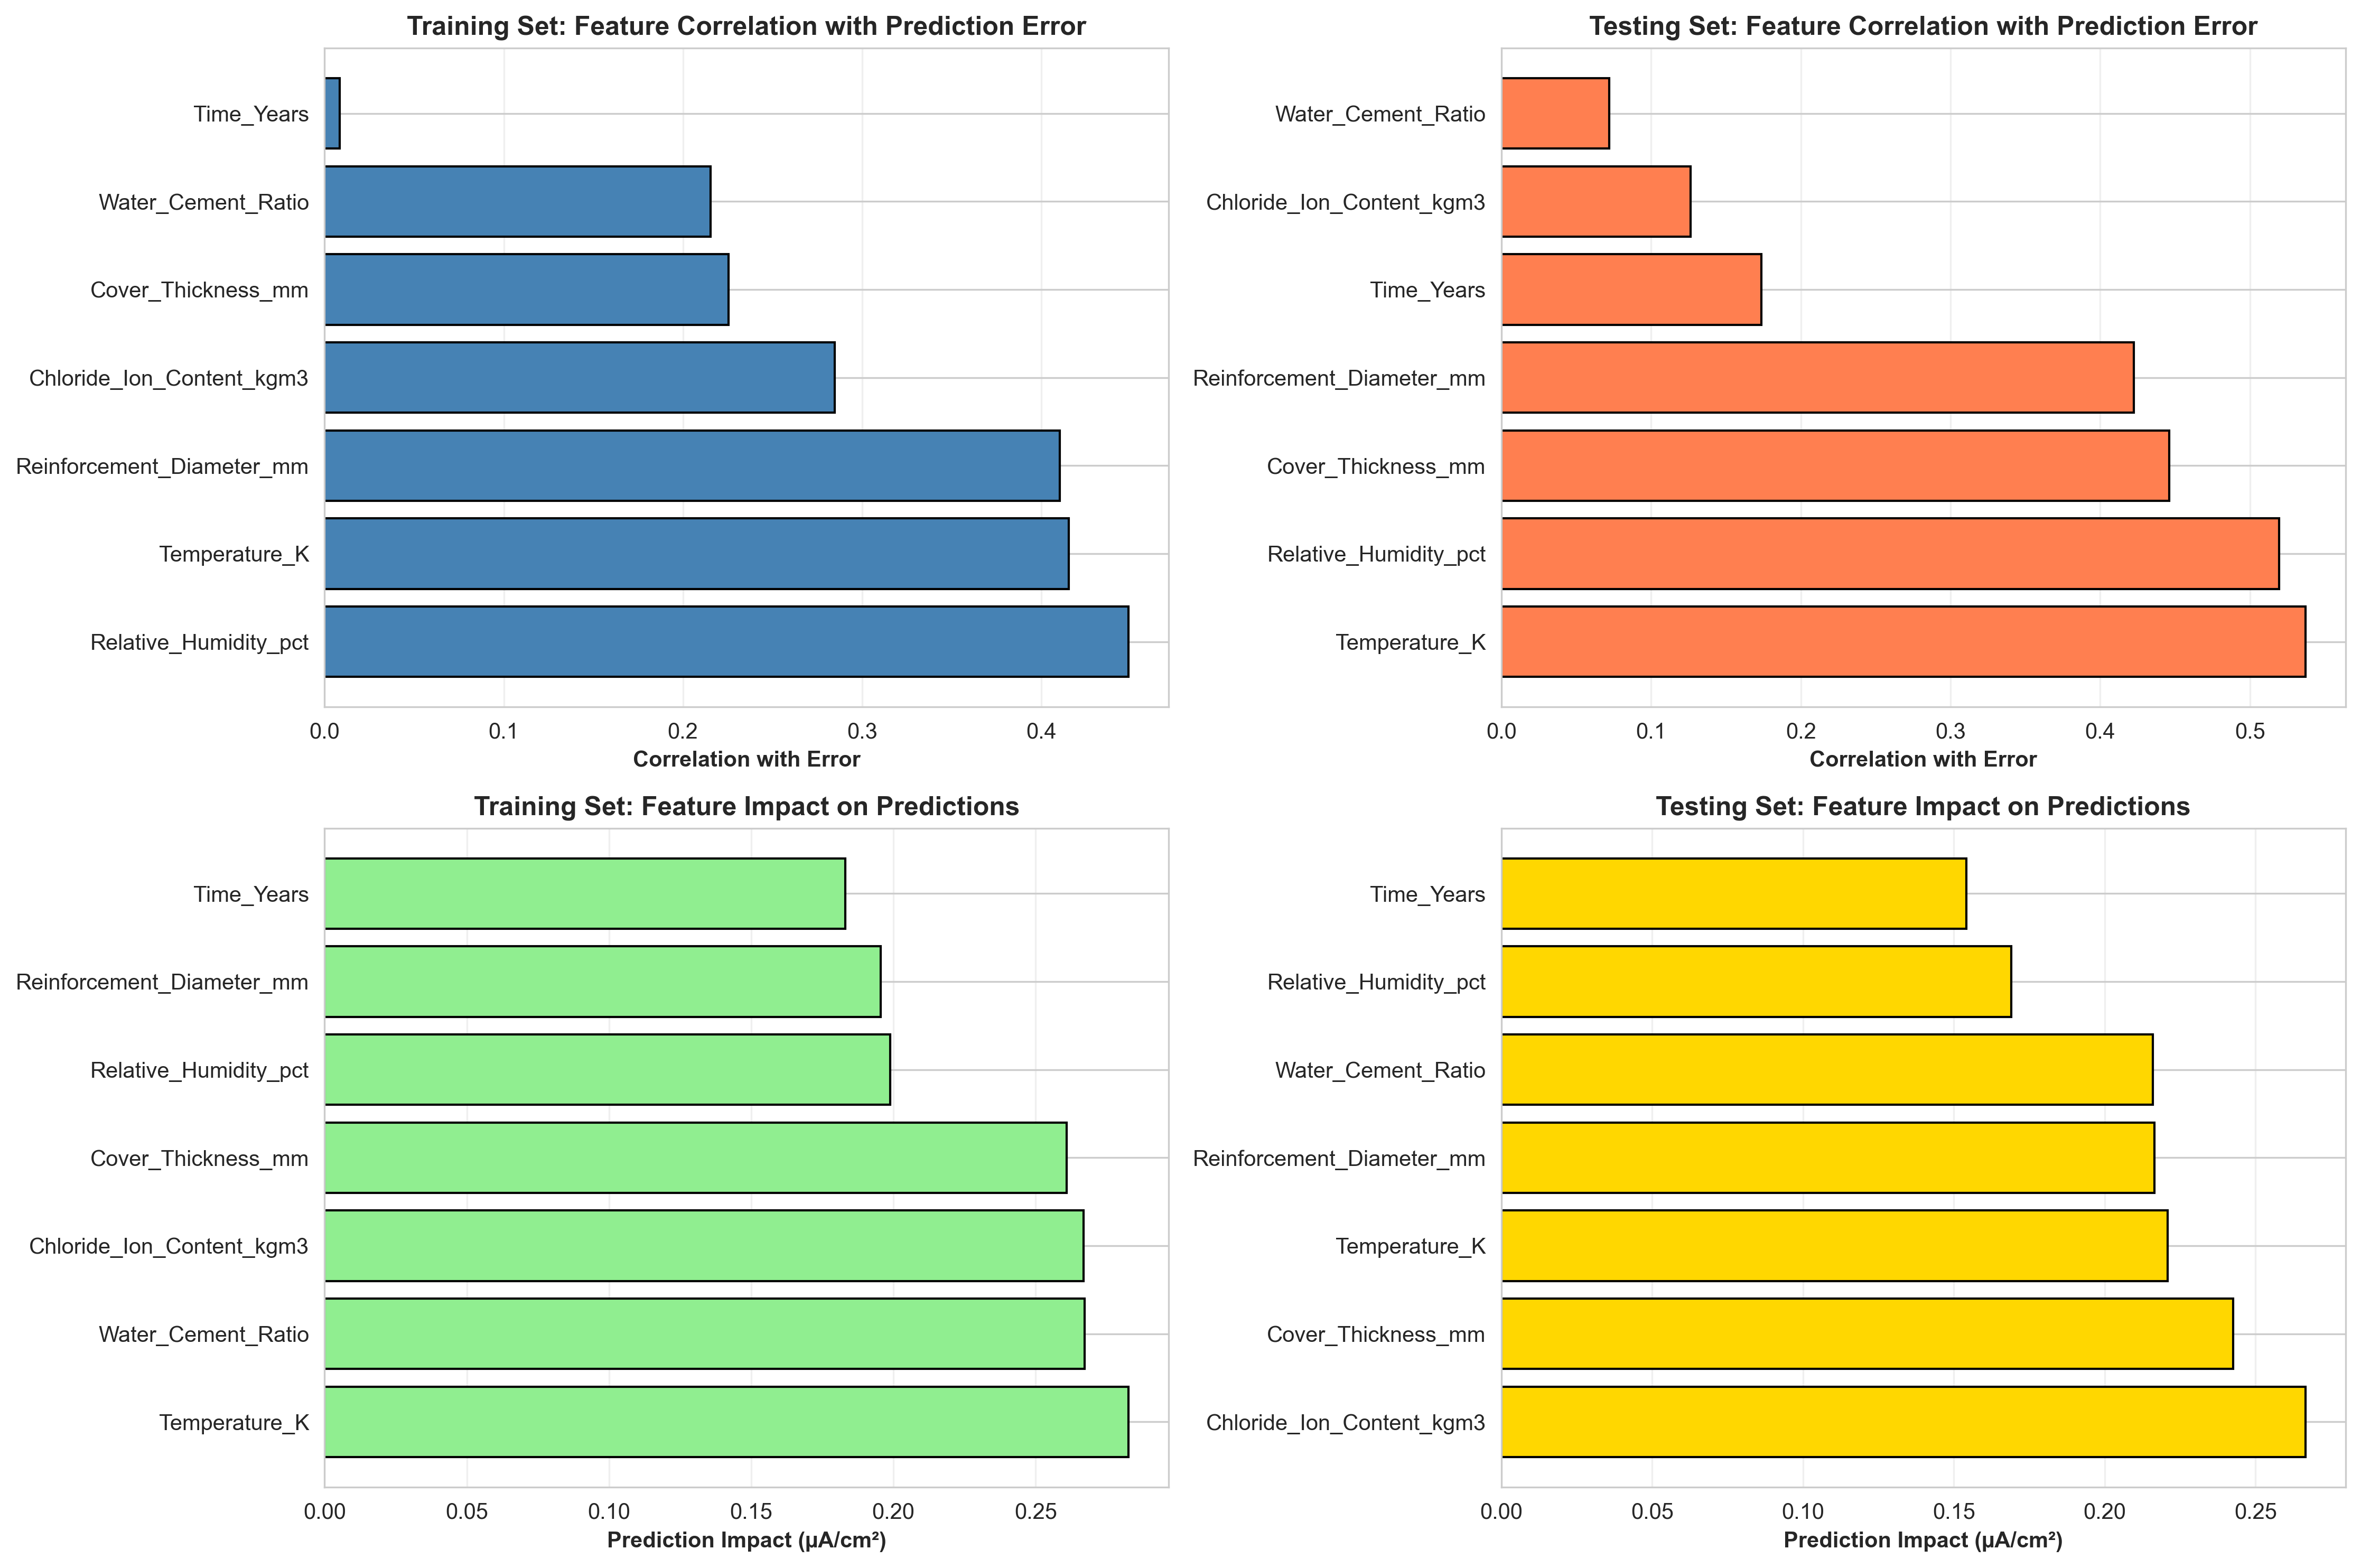 Training Set: Feature Correlation with Prediction Error
Time_Years
Water_Cement_Ratio
Cover_Thickness_mm
Chloride_Ion_Content_kgm3
Reinforcement_Diameter_mm
Temperature_K
Relative_Humidity_pct
0.0 0.1 0.2 0.3 0.4
Correlation with Error
Testing Set: Feature Correlation with Prediction Error
Water_Cement_Ratio
Chloride_Ion_Content_kgm3
Time_Years
Reinforcement_Diameter_mm
Cover_Thickness_mm
Relative_Humidity_pct
Temperature_K
0.0 0.1 0.2 0.3 0.4 0.5
Correlation with Error
Training Set: Feature Impact on Predictions
Time_Years
Reinforcement_Diameter_mm
Relative_Humidity_pct
Cover_Thickness_mm
Chloride_Ion_Content_kgm3
Water_Cement_Ratio
Temperature_K
0.00 0.05 0.10 0.15 0.20 0.25
Prediction Impact (μA/cm²)
Testing Set: Feature Impact on Predictions
Time_Years
Relative_Humidity_pct
Water_Cement_Ratio
Reinforcement_Diameter_mm
Temperature_K
Cover_Thickness_mm
Chloride_Ion_Content_kgm3
0.00 0.05 0.10 0.15 0.20 0.25
Prediction Impact (μA/cm²)